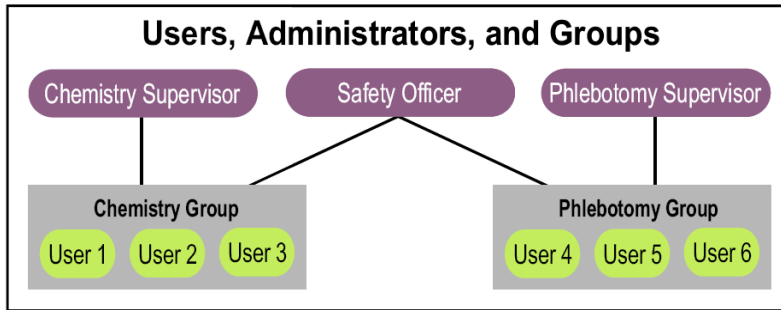 Users, Administrators, and Groups
Chemistry Supervisor
Safety Officer
Phlebotomy Supervisor
Chemistry Group
User 1
User 2
User 3
Phlebotomy Group
User 4
User 5
User 6